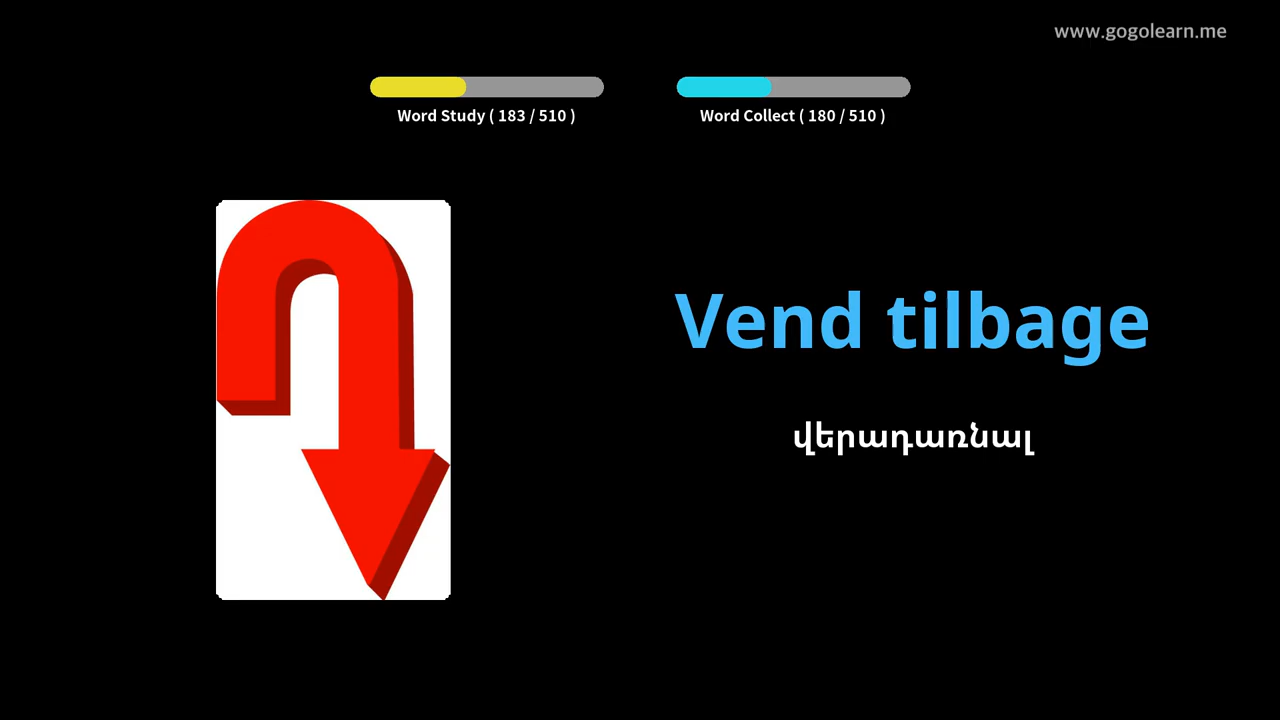 www.gogolearn.me
Word Study ( 183 / 510 )
Word Collect ( 180 / 510 )
Vend tilbage
վերադառնալ